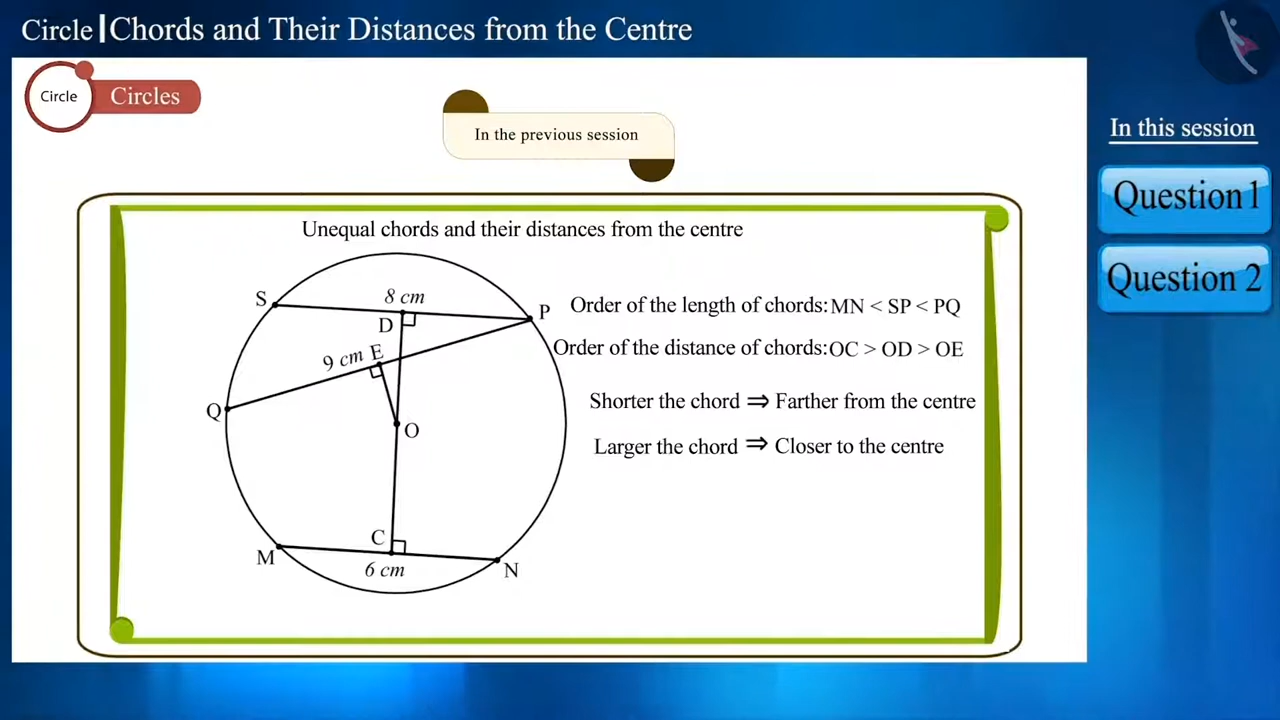 Circle | Chords and Their Distances from the Centre
Circle
Circles
In the previous session
In this session
Question 1
Question 2
Unequal chords and their distances from the centre
S
8 cm
P
D
9 cm E
Q
O
C
M
6 cm
N
Order of the length of chords: MN < SP < PQ
Order of the distance of chords: OC > OD > OE
Shorter the chord ⇒ Farther from the centre
Larger the chord ⇒ Closer to the centre